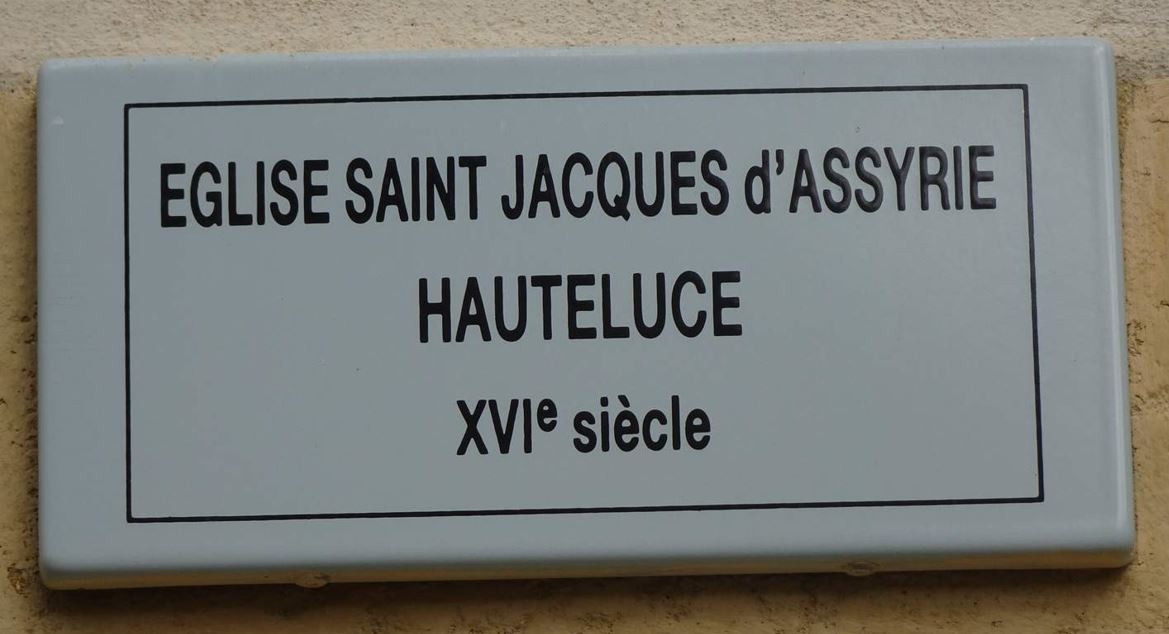 EGLISE SAINT JACQUES d'ASSYRIE
HAUTELUCE
XVIe siècle